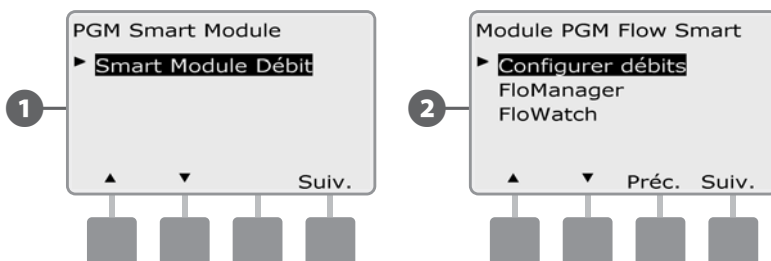 1
PGM Smart Module
► Smart Module Débit
▲ ▼ Suiv.
2
Module PGM Flow Smart
► Configurer débits
FloManager
FloWatch
▲ ▼ Préc. Suiv.